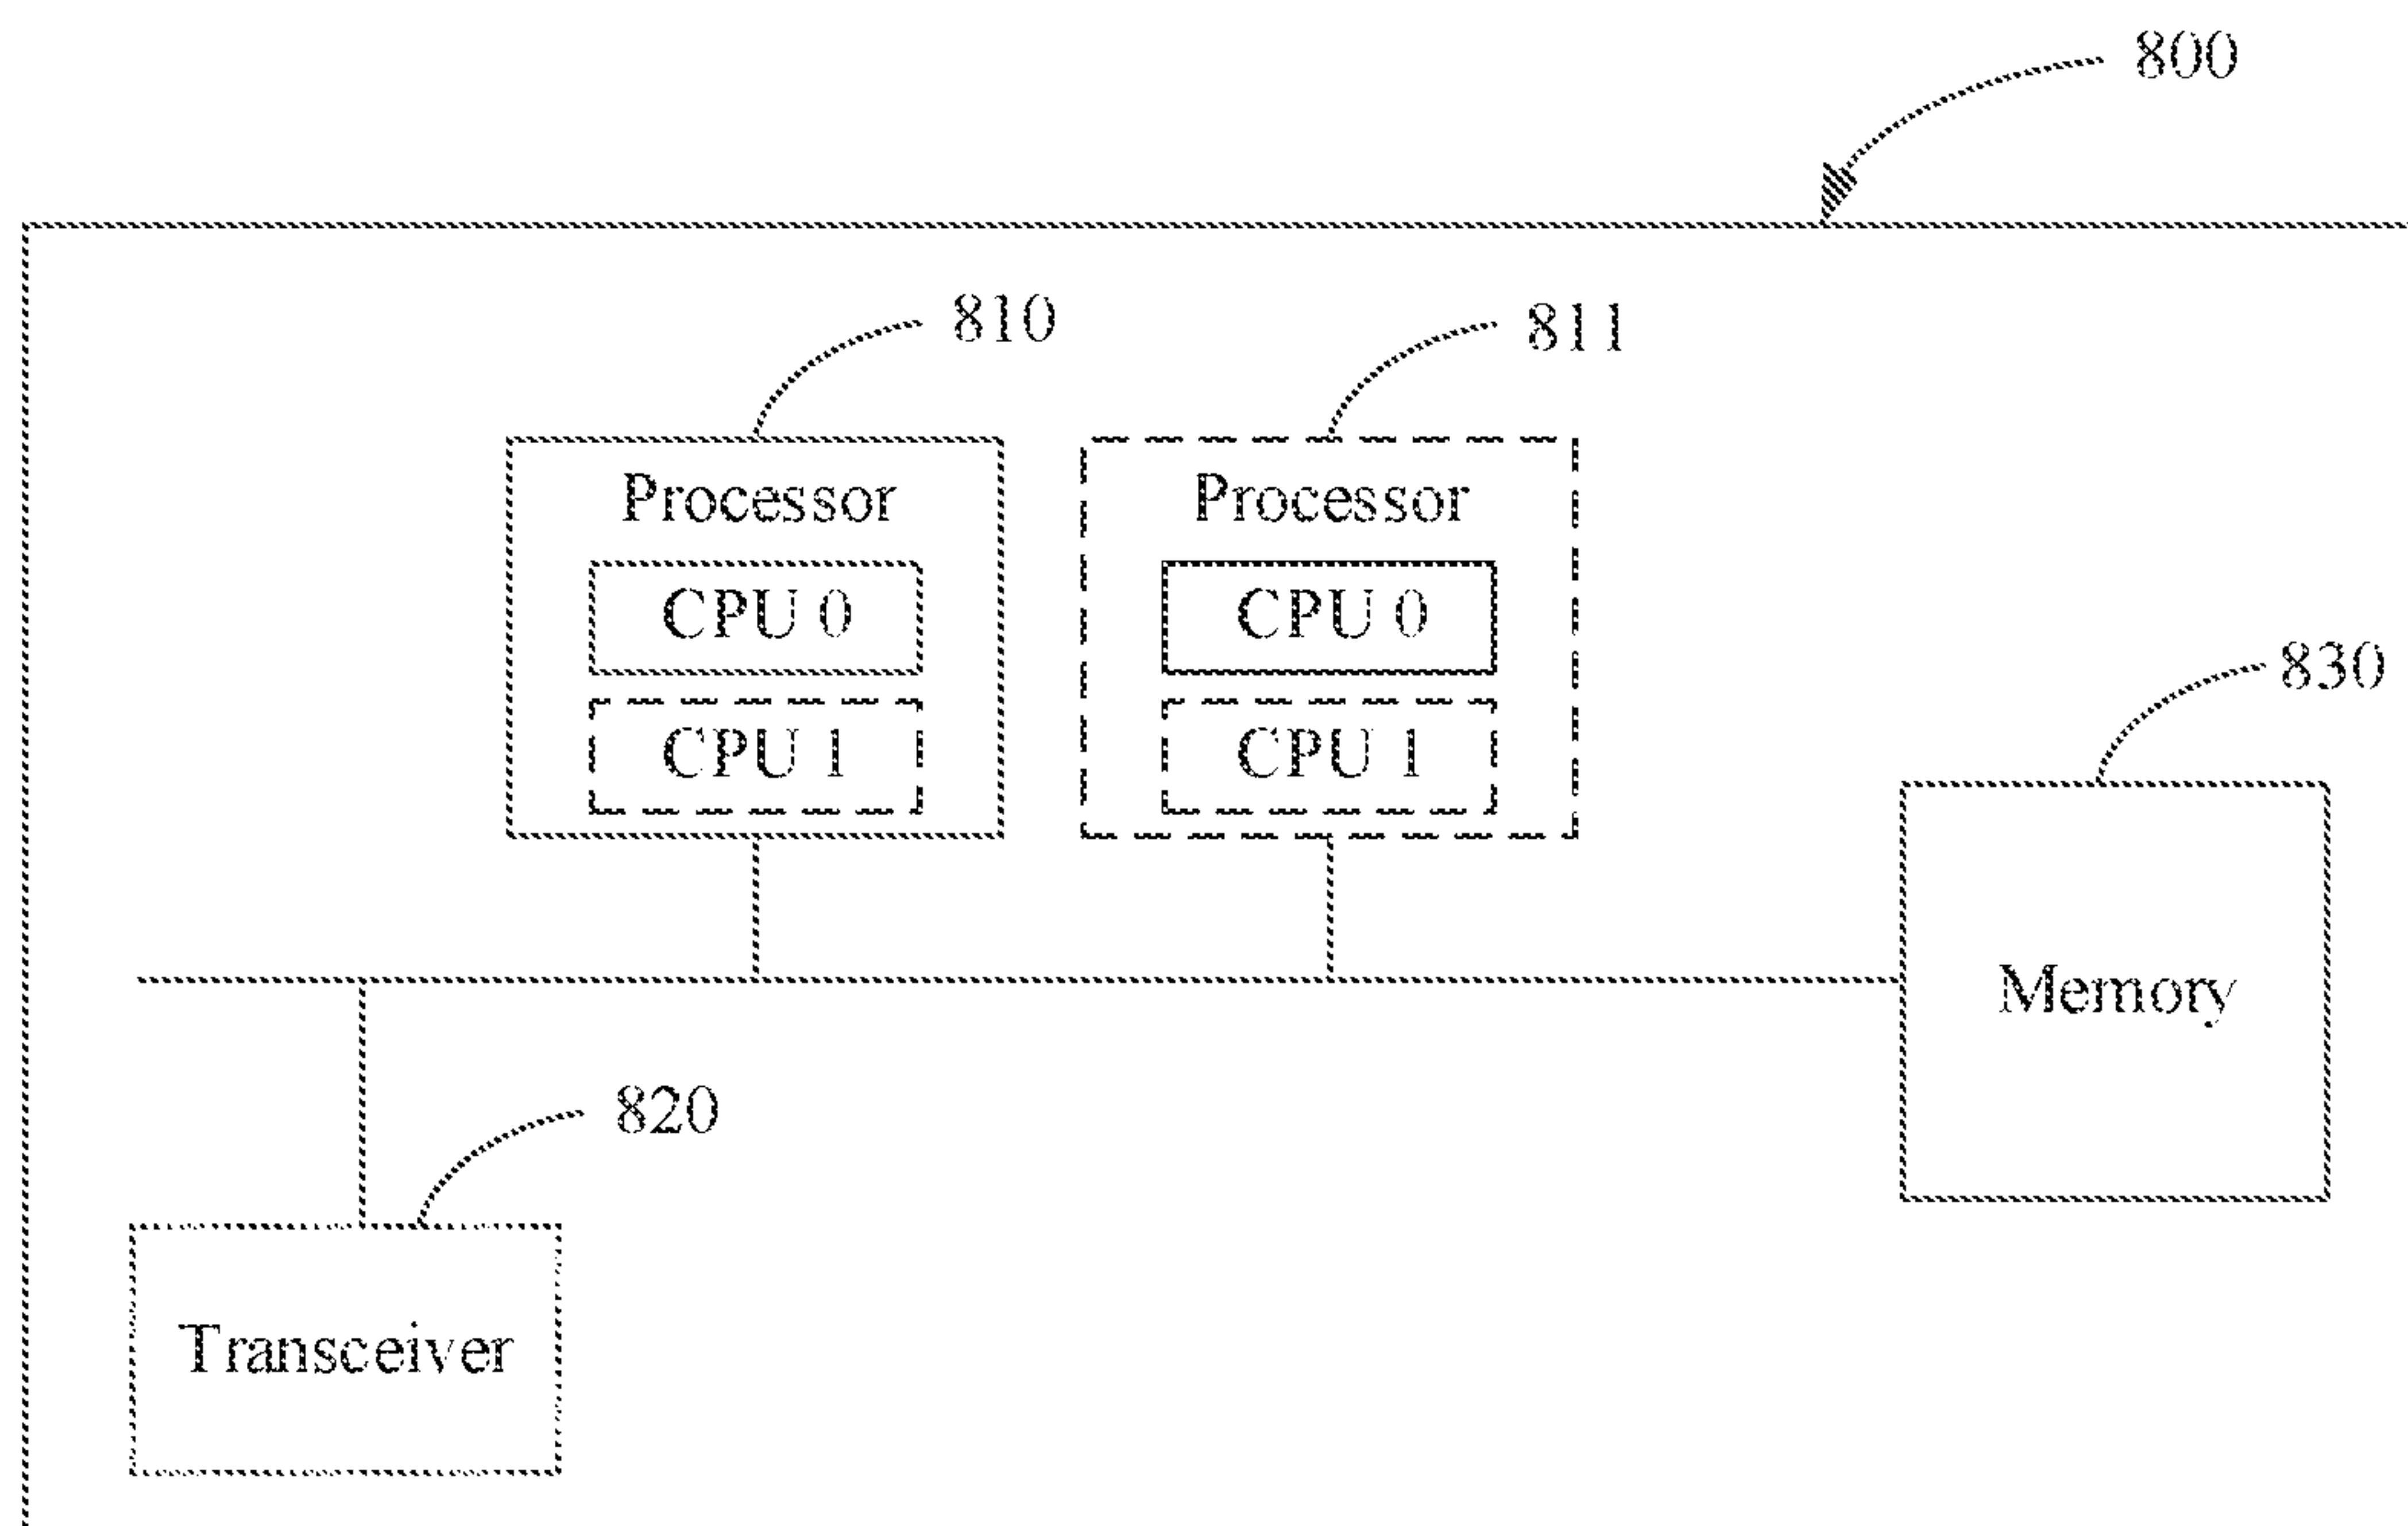 800
810
811
Processor
Processor
CPU 0
CPU 0
CPU 1
CPU 1
830
Memory
820
Transceiver